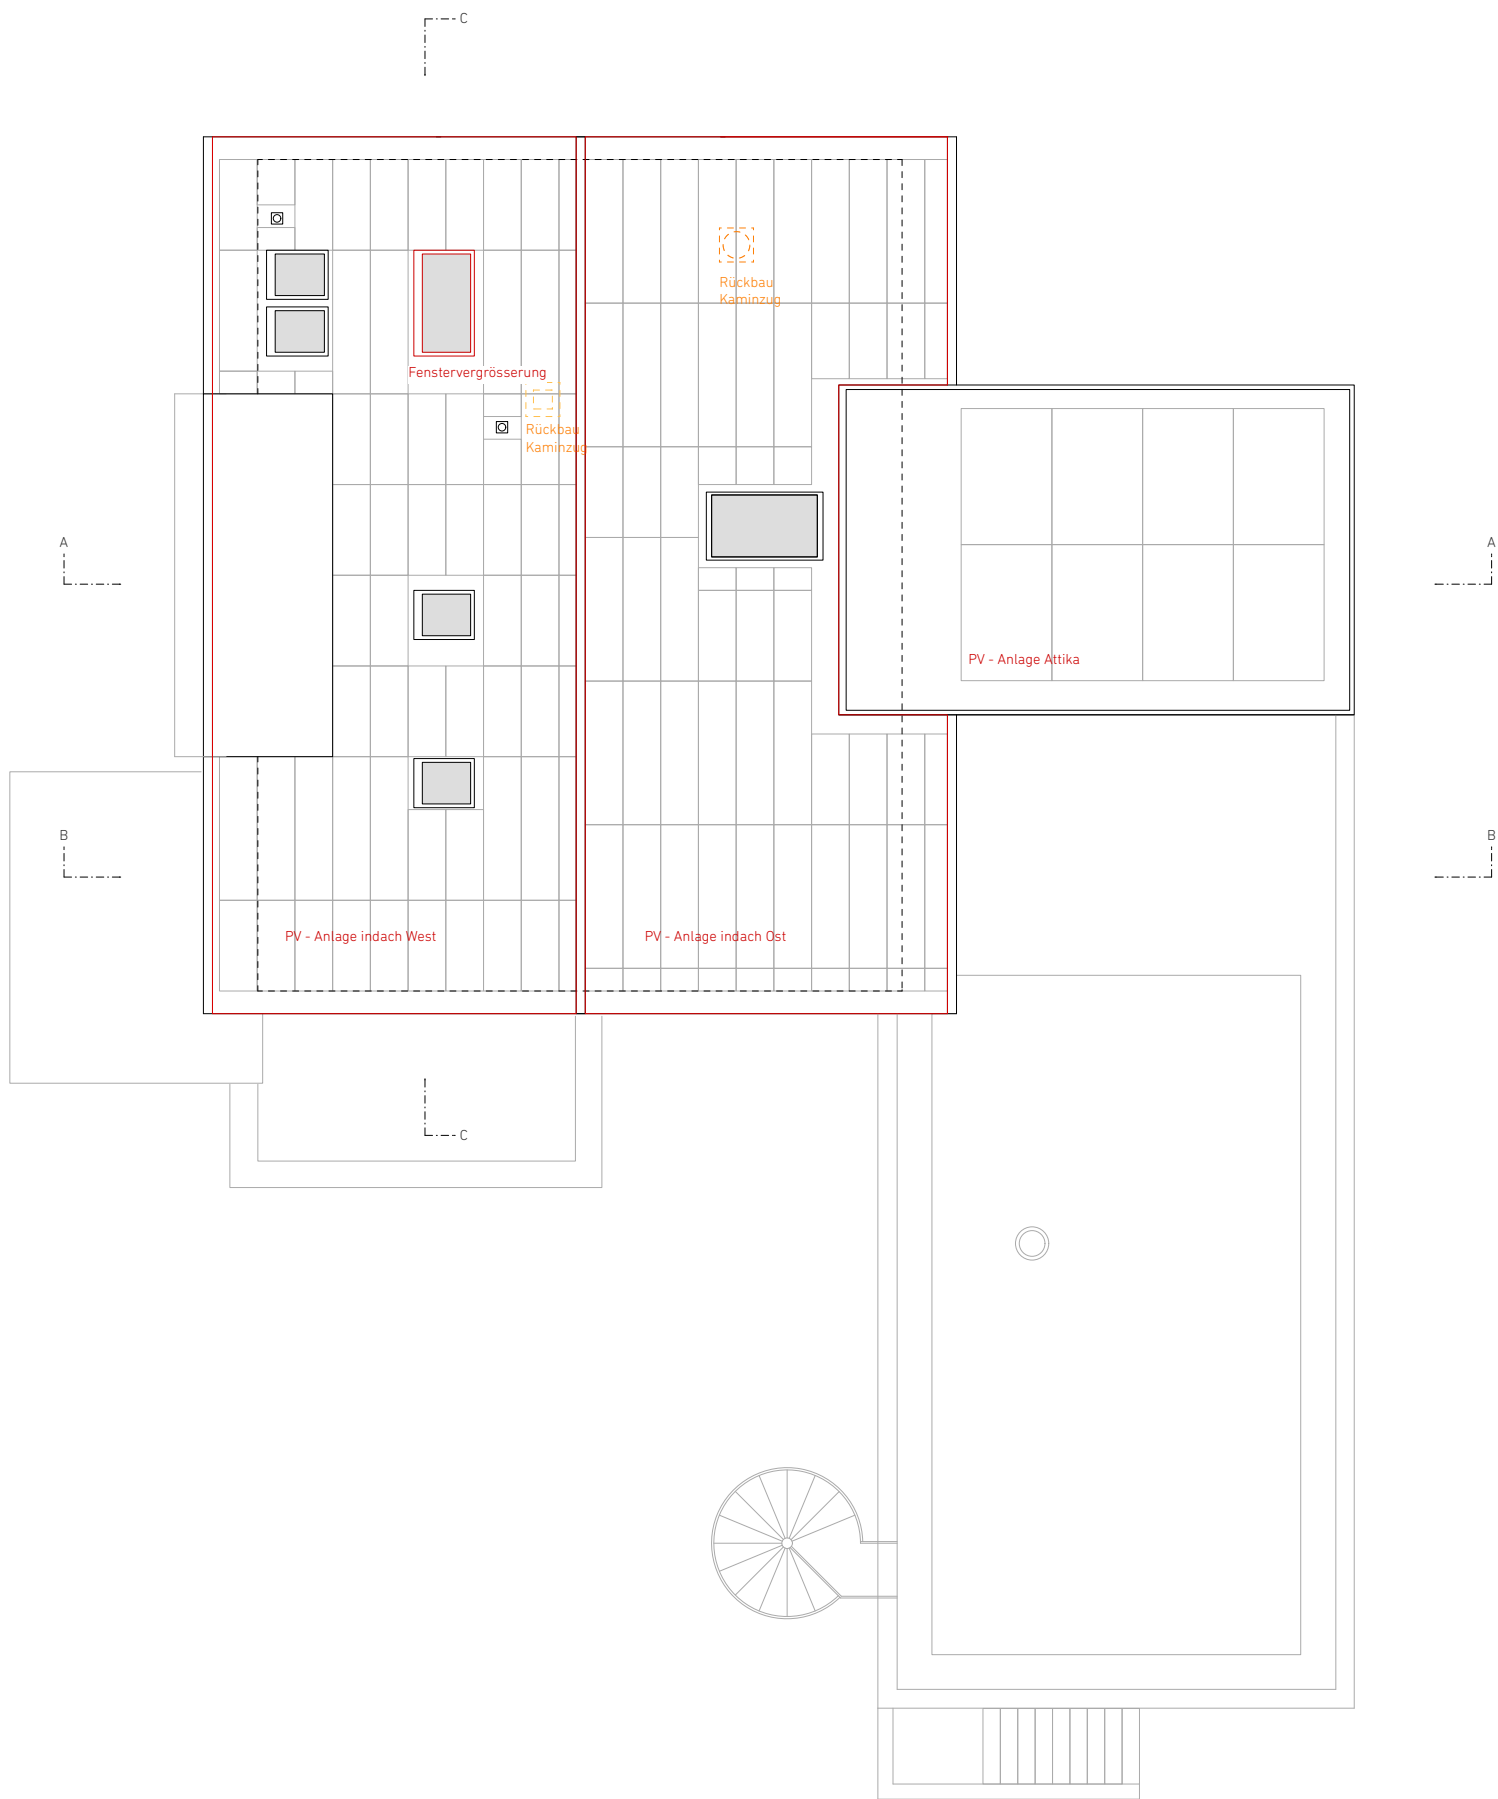 C
Rückbau
Kaminzug
Fenstervergrösserung
Rückbau
Kaminzug
A
A
PV - Anlage Attika
B
B
PV - Anlage indach West
PV - Anlage indach Ost
C